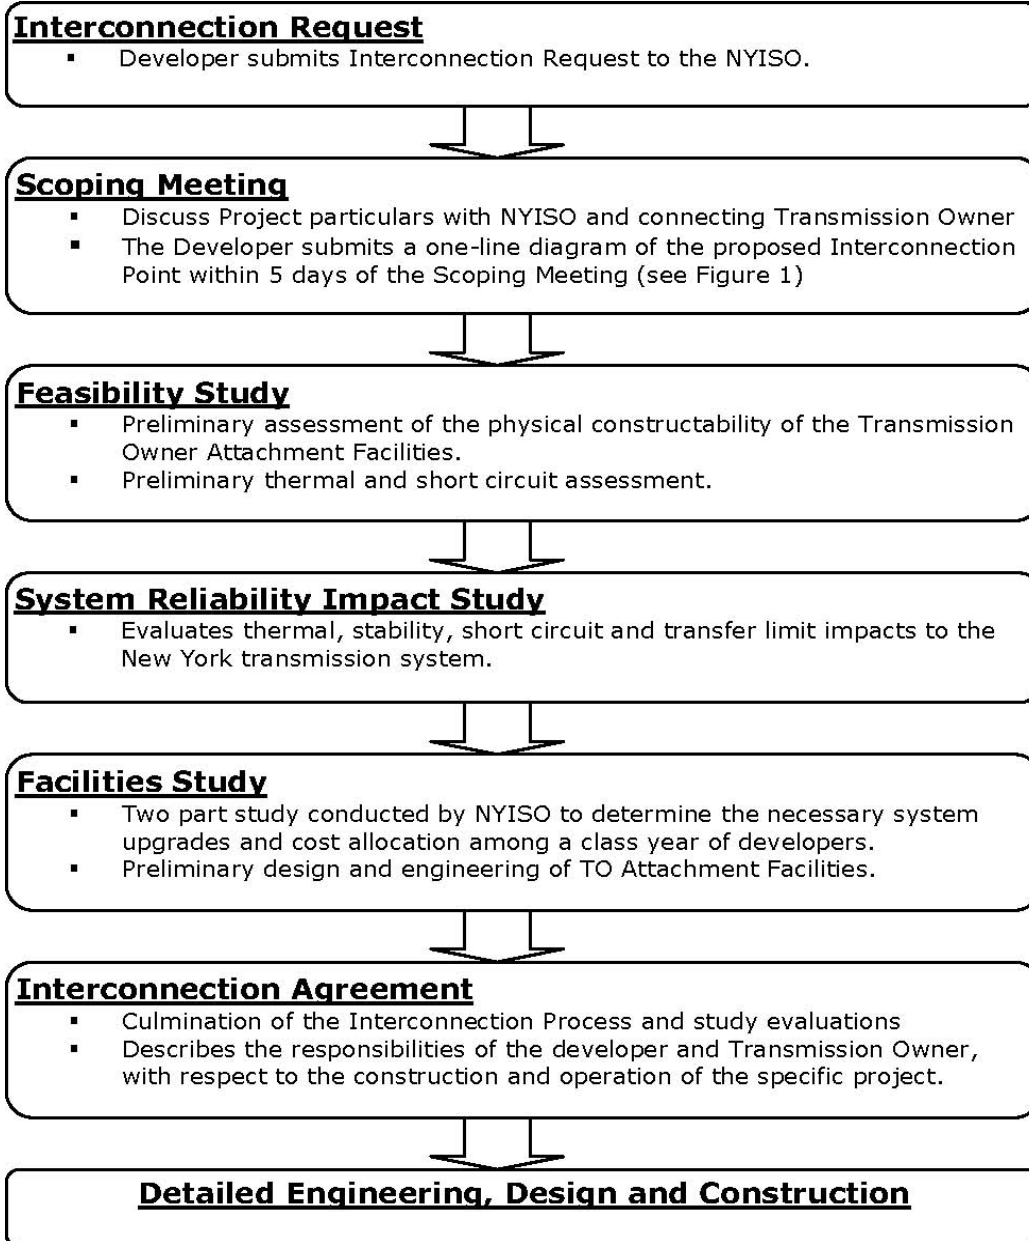 Interconnection Request
▪ Developer submits Interconnection Request to the NYISO.
Scoping Meeting
▪ Discuss Project particulars with NYISO and connecting Transmission Owner
▪ The Developer submits a one-line diagram of the proposed Interconnection
Point within 5 days of the Scoping Meeting (see Figure 1)
Feasibility Study
▪ Preliminary assessment of the physical constructability of the Transmission
Owner Attachment Facilities.
▪ Preliminary thermal and short circuit assessment.
System Reliability Impact Study
▪ Evaluates thermal, stability, short circuit and transfer limit impacts to the
New York transmission system.
Facilities Study
▪ Two part study conducted by NYISO to determine the necessary system
upgrades and cost allocation among a class year of developers.
▪ Preliminary design and engineering of TO Attachment Facilities.
Interconnection Agreement
▪ Culmination of the Interconnection Process and study evaluations
▪ Describes the responsibilities of the developer and Transmission Owner,
with respect to the construction and operation of the specific project.
Detailed Engineering, Design and Construction